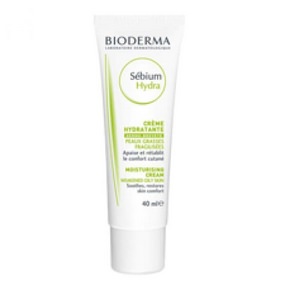 BIODERMA
LABORATOIRE DERMATOLOGIQUE
Sébium
Hydra
CRÈME
HYDRATANTE
PEAUX GRASSES
FRAGILISÉES
Apaise et rétablit
le confort cutané
MOISTURISING
CREAM
WEAKENED OILY SKIN
Soothes, restores
skin comfort
40 ml ℮